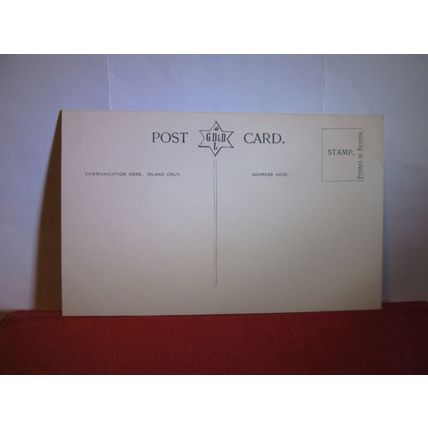 POST CARD.
G D & D
L
STAMP.
Printed in Bavaria
COMMUNICATION HERE. INLAND ONLY.
ADDRESS HERE.